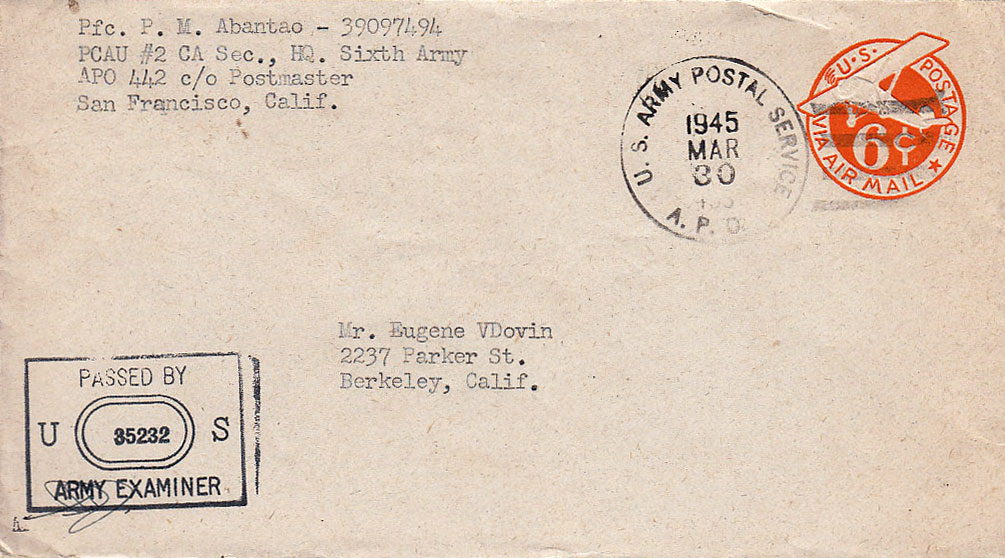 Pfc. P. M. Abantao - 39097494
PCAU #2 CA Sec., HQ. Sixth Army
APO 442 c/o Postmaster
San Francisco, Calif.
U. S. ARMY POSTAL SERVICE
1945
MAR
30
A. P. O.
U.S. POSTAGE
6¢
VIA AIR MAIL
Mr. Eugene VDovin
2237 Parker St.
Berkeley, Calif.
PASSED BY
U 35232 S
ARMY EXAMINER